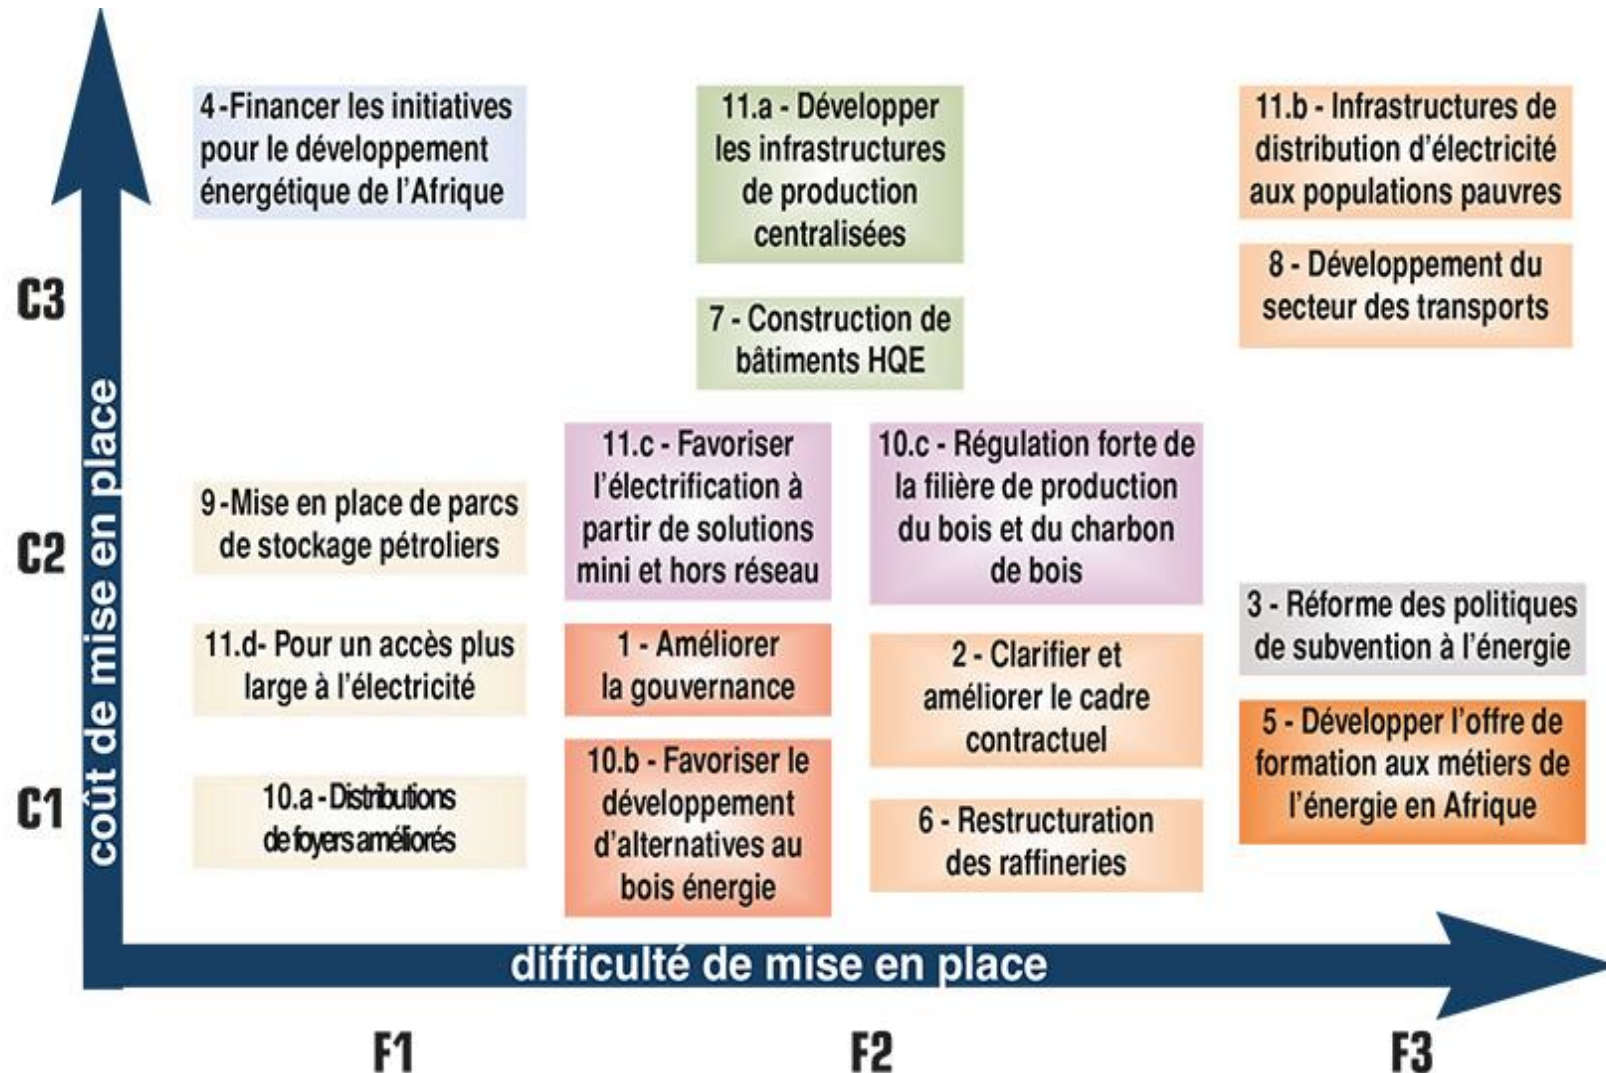 4 -Financer les initiatives
pour le développement
énergétique de l'Afrique
11.a - Développer
les infrastructures
de production
centralisées
11.b - Infrastructures de
distribution d'électricité
aux populations pauvres
8 - Développement du
secteur des transports
7 - Construction de
bâtiments HQE
C3
11.c - Favoriser
l'électrification à
partir de solutions
mini et hors réseau
10.c - Régulation forte de
la filière de production
du bois et du charbon
de bois
9 -Mise en place de parcs
de stockage pétroliers
C2
3 - Réforme des politiques
de subvention à l'énergie
11.d- Pour un accès plus
large à l'électricité
1 - Améliorer
la gouvernance
2 - Clarifier et
améliorer le cadre
contractuel
5 - Développer l'offre de
formation aux métiers de
l'énergie en Afrique
10.a - Distributions
de foyers améliorés
10.b - Favoriser le
développement
d'alternatives au
bois énergie
6 - Restructuration
des raffineries
C1
coût de mise en place
difficulté de mise en place
F1
F2
F3